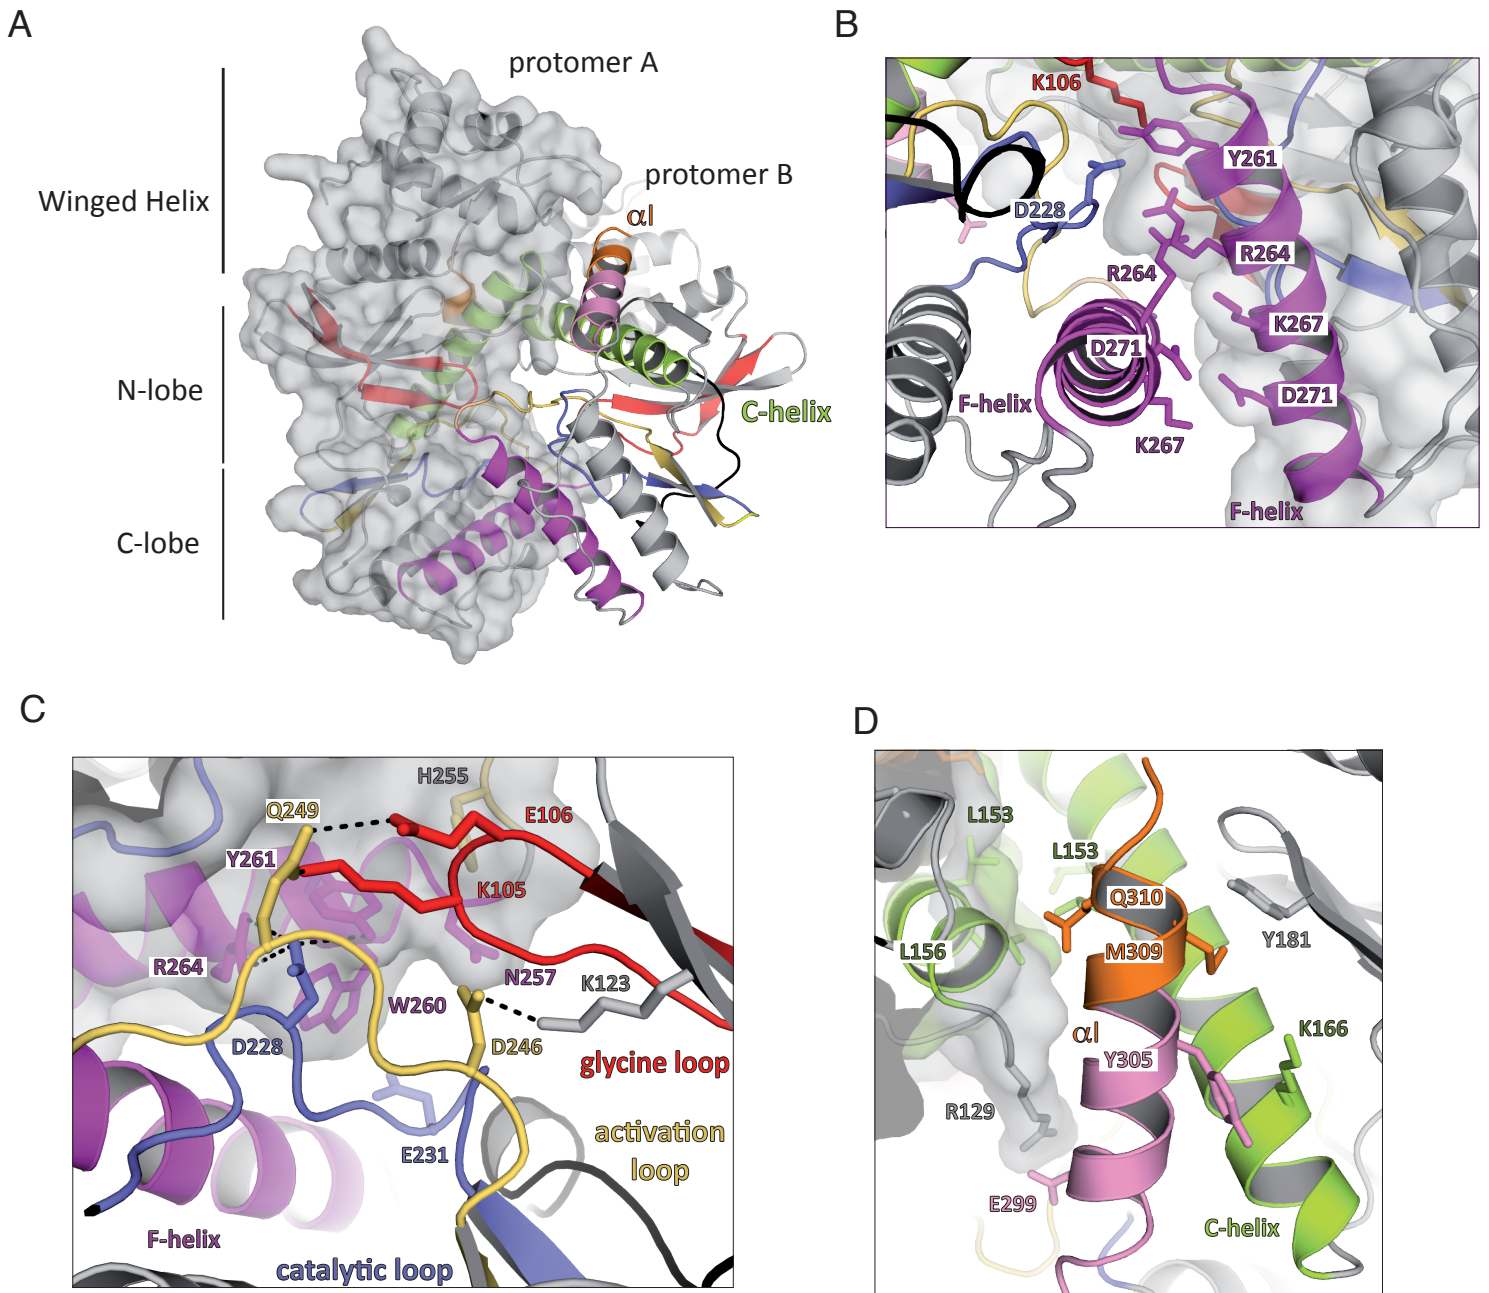 A
protomer A
protomer B
αI
Winged Helix
N-lobe
C-lobe
C-helix
B
K106
Y261
D228
R264
R264
K267
D271
D271
F-helix
K267
F-helix
C
H255
Q249
E106
Y261
K105
R264
N257
K123
W260
D228
D246
glycine loop
E231
activation
loop
F-helix
catalytic loop
D
L153
L153
Q310
Y181
L156
M309
αI
K166
Y305
R129
E299
C-helix